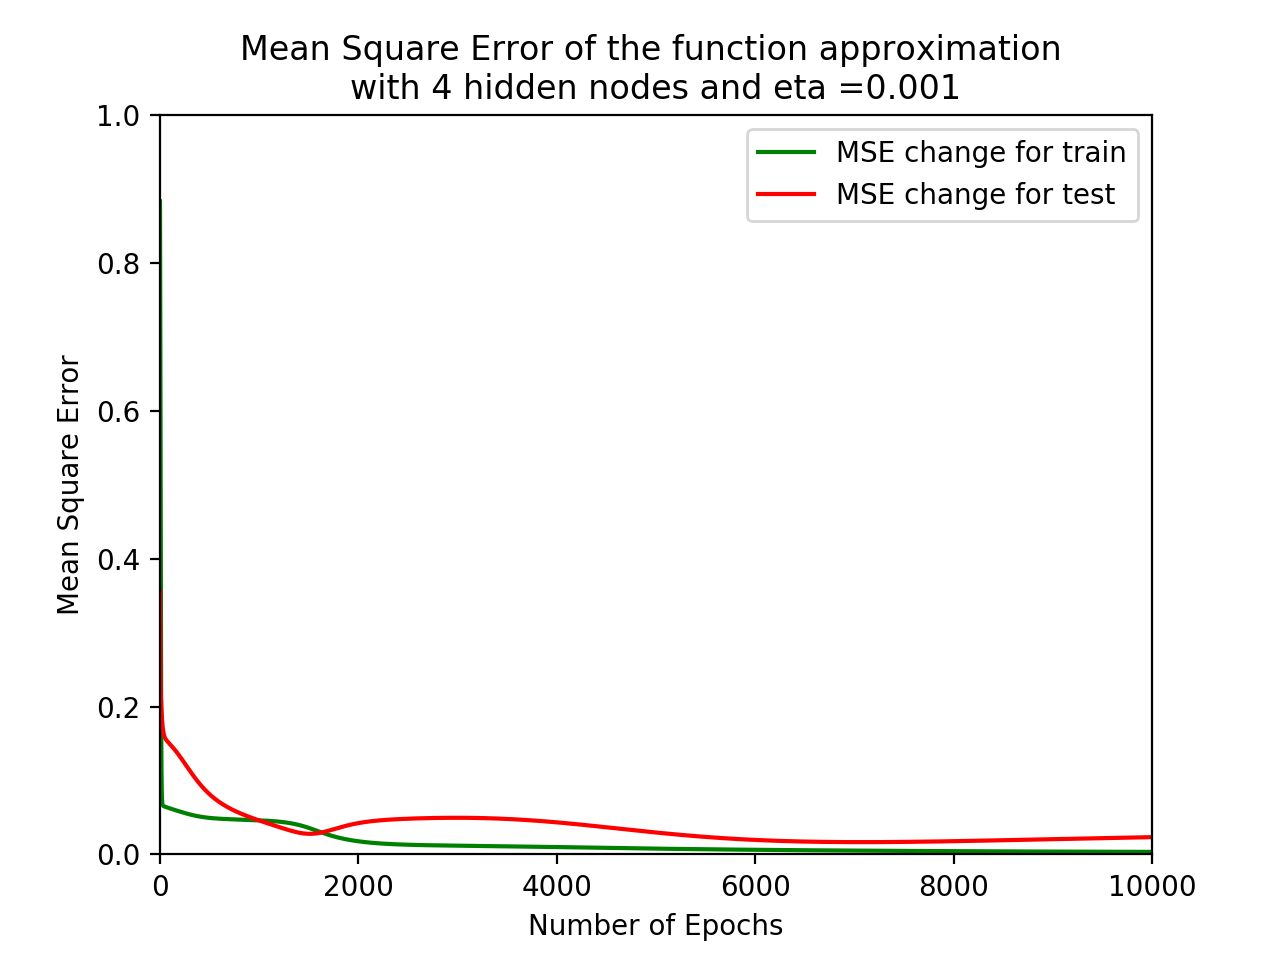 Mean Square Error of the function approximation
with 4 hidden nodes and eta =0.001
MSE change for train
MSE change for test
Mean Square Error
1.0
0.8
0.6
0.4
0.2
0.0
0 2000 4000 6000 8000 10000
Number of Epochs